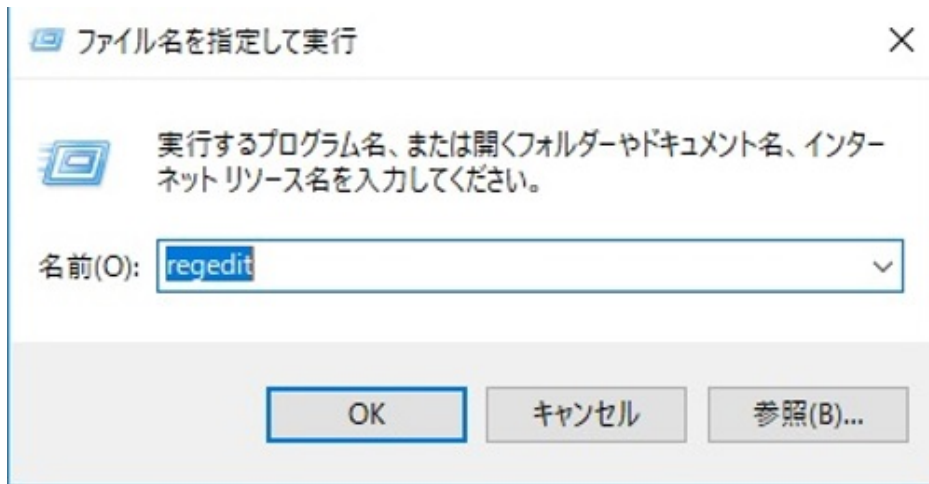 ファイル名を指定して実行
実行するプログラム名、または開くフォルダーやドキュメント名、インター
ネット リソース名を入力してください。
名前(O): regedit
OK キャンセル 参照(B)...